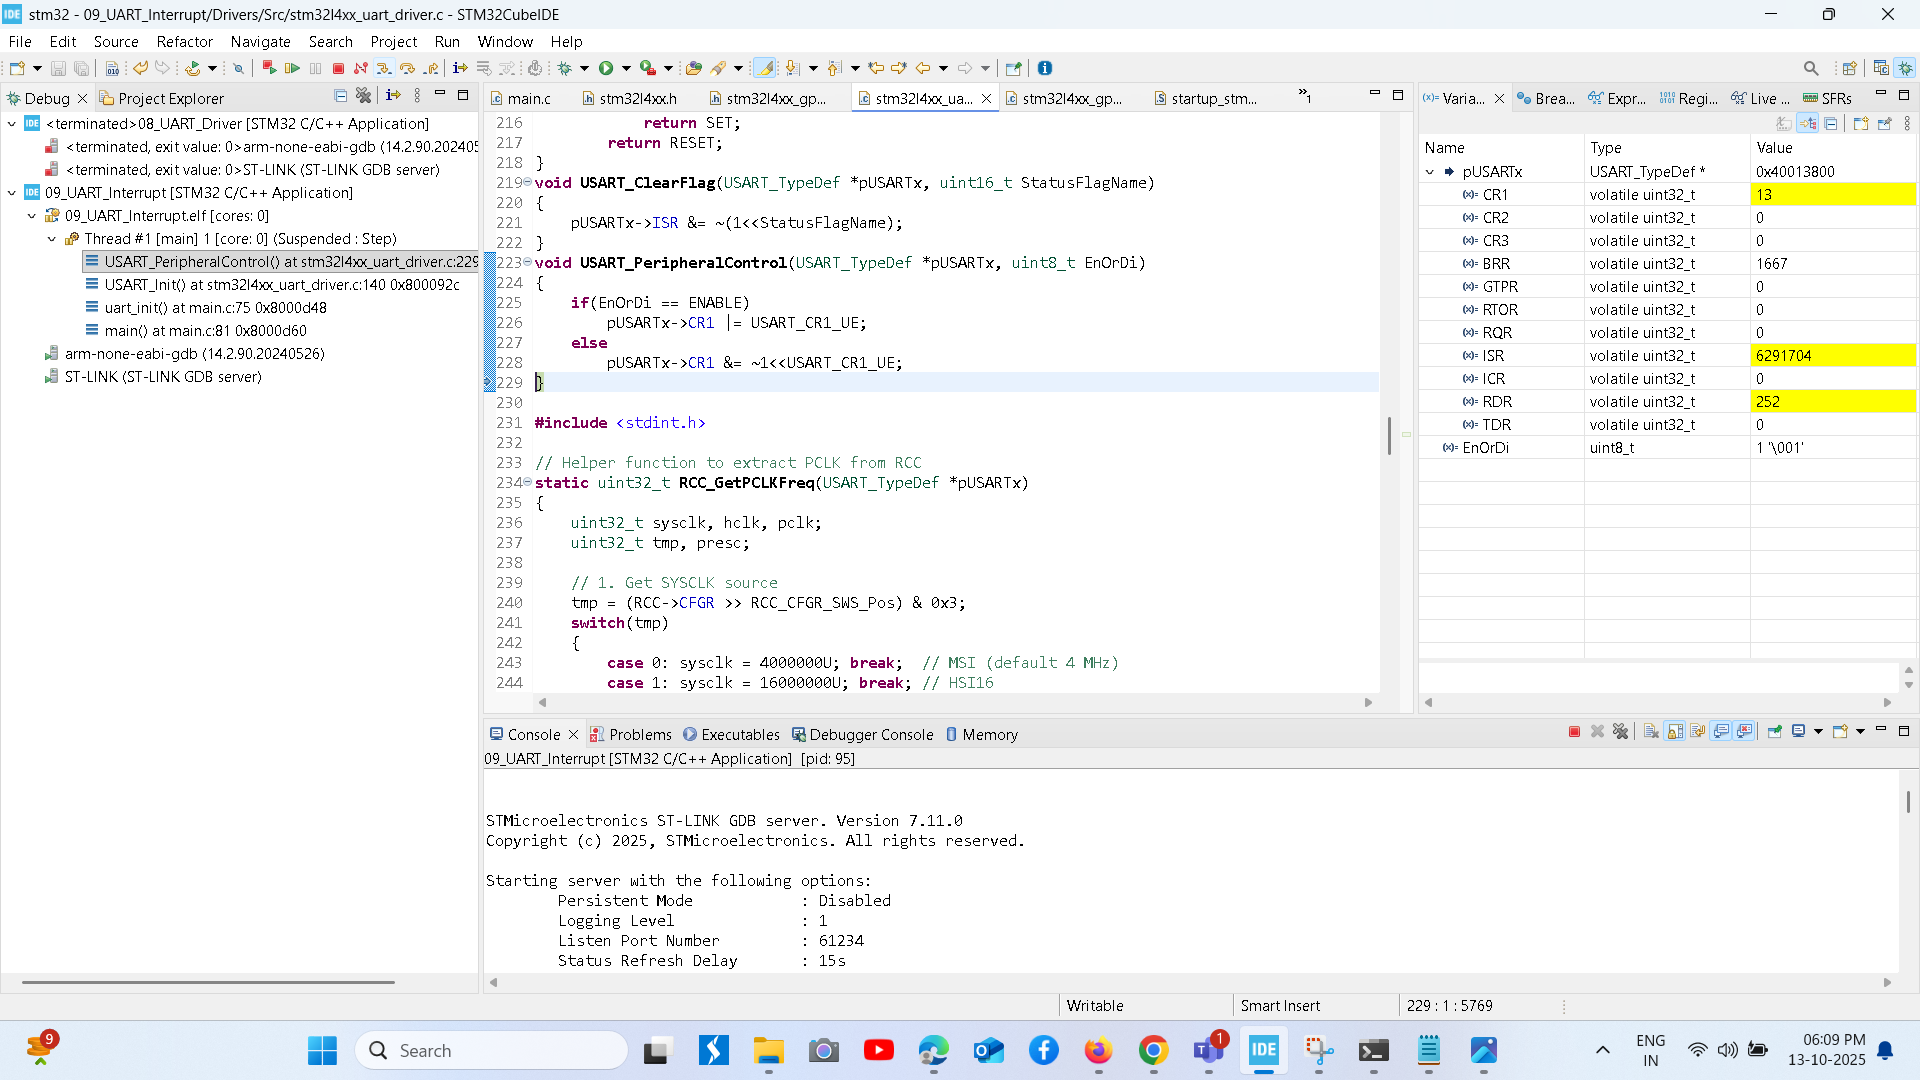 stm32 - 09_UART_Interrupt/Drivers/Src/stm32l4xx_uart_driver.c - STM32CubeIDE
File Edit Source Refactor Navigate Search Project Run Window Help
Debug
Project Explorer
<terminated>08_UART_Driver [STM32 C/C++ Application]
<terminated, exit value: 0>arm-none-eabi-gdb (14.2.90.202405
<terminated, exit value: 0>ST-LINK (ST-LINK GDB server)
09_UART_Interrupt [STM32 C/C++ Application]
09_UART_Interrupt.elf [cores: 0]
Thread #1 [main] 1 [core: 0] (Suspended : Step)
USART_PeripheralControl() at stm32l4xx_uart_driver.c:229
USART_Init() at stm32l4xx_uart_driver.c:140 0x800092c
uart_init() at main.c:75 0x8000d48
main() at main.c:81 0x8000d60
arm-none-eabi-gdb (14.2.90.20240526)
ST-LINK (ST-LINK GDB server)
main.c stm32l4xx.h stm32l4xx_gp... stm32l4xx_ua... stm32l4xx_gp... startup_stm... »1
216 return SET;
217 return RESET;
218 }
219 void USART_ClearFlag(USART_TypeDef *pUSARTx, uint16_t StatusFlagName)
220 {
221 pUSARTx->ISR &= ~(1<<StatusFlagName);
222 }
223 void USART_PeripheralControl(USART_TypeDef *pUSARTx, uint8_t EnOrDi)
224 {
225 if(EnOrDi == ENABLE)
226 pUSARTx->CR1 |= USART_CR1_UE;
227 else
228 pUSARTx->CR1 &= ~1<<USART_CR1_UE;
229 }
230
231 #include <stdint.h>
232
233 // Helper function to extract PCLK from RCC
234 static uint32_t RCC_GetPCLKFreq(USART_TypeDef *pUSARTx)
235 {
236 uint32_t sysclk, hclk, pclk;
237 uint32_t tmp, presc;
238
239 // 1. Get SYSCLK source
240 tmp = (RCC->CFGR >> RCC_CFGR_SWS_Pos) & 0x3;
241 switch(tmp)
242 {
243 case 0: sysclk = 4000000U; break; // MSI (default 4 MHz)
244 case 1: sysclk = 16000000U; break; // HSI16
Varia... Brea... Expr... Regi... Live ... SFRs
Name Type Value
pUSARTx USART_TypeDef * 0x40013800
CR1 volatile uint32_t 13
CR2 volatile uint32_t 0
CR3 volatile uint32_t 0
BRR volatile uint32_t 1667
GTPR volatile uint32_t 0
RTOR volatile uint32_t 0
RQR volatile uint32_t 0
ISR volatile uint32_t 6291704
ICR volatile uint32_t 0
RDR volatile uint32_t 252
TDR volatile uint32_t 0
EnOrDi uint8_t 1 '\001'
Console Problems Executables Debugger Console Memory
09_UART_Interrupt [STM32 C/C++ Application] [pid: 95]
STMicroelectronics ST-LINK GDB server. Version 7.11.0
Copyright (c) 2025, STMicroelectronics. All rights reserved.
Starting server with the following options:
Persistent Mode : Disabled
Logging Level : 1
Listen Port Number : 61234
Status Refresh Delay : 15s
Writable Smart Insert 229 : 1 : 5769
9
Search
1
IDE
ENG
IN
06:09 PM
13-10-2025